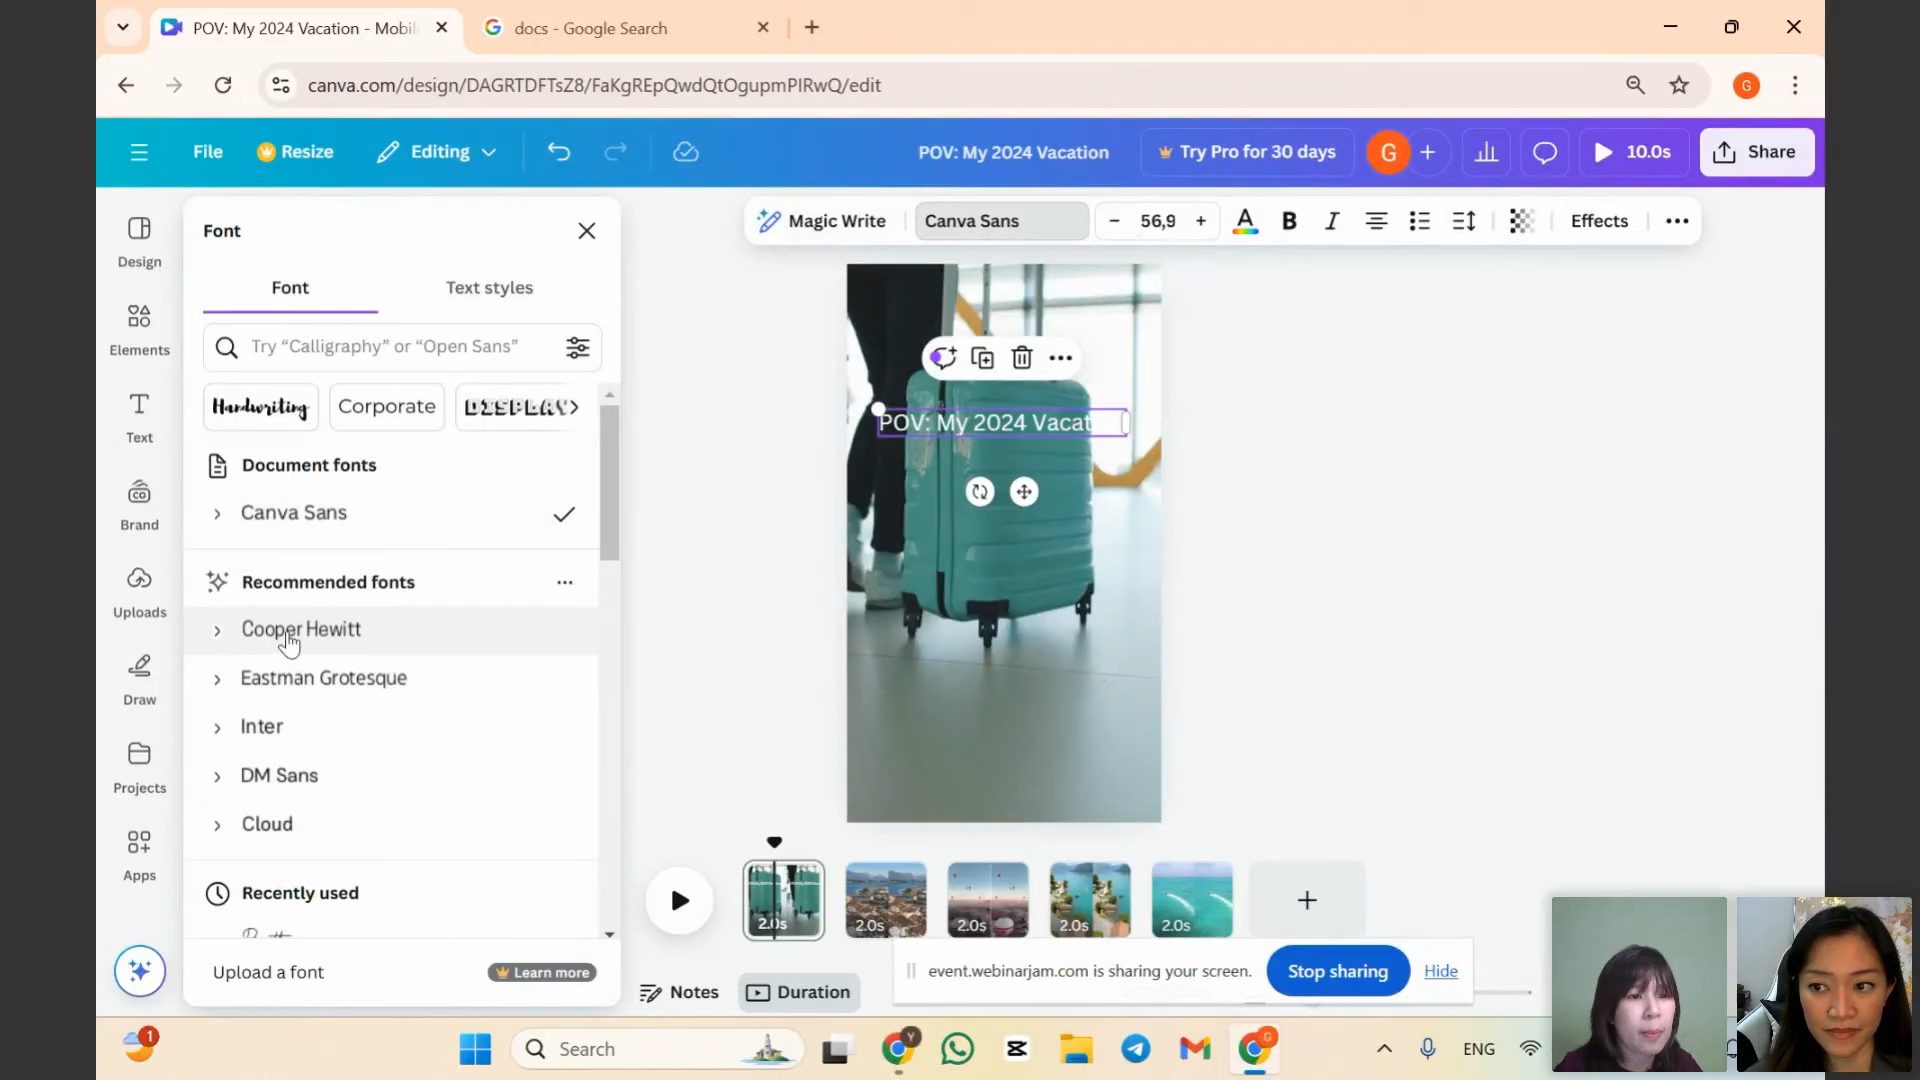 POV: My 2024 Vacation - Mobil
docs - Google Search
canva.com/design/DAGRTDFTsZ8/FaKgREpQwdQtOgupmPIRwQ/edit
G
File
Resize
Editing
POV: My 2024 Vacation
Try Pro for 30 days
G
10.0s
Share
Magic Write
Canva Sans
56,9
A
B
I
Effects
Design
Elements
Text
Brand
Uploads
Draw
Projects
Apps
Font
Font
Text styles
Try “Calligraphy” or “Open Sans”
Handwriting
Corporate
DISPLAY
Document fonts
Canva Sans
Recommended fonts
Cooper Hewitt
Eastman Grotesque
Inter
DM Sans
Cloud
Recently used
Upload a font
Learn more
POV: My 2024 Vacat
2.0s
2.0s
2.0s
2.0s
2.0s
Notes
Duration
event.webinarjam.com is sharing your screen.
Stop sharing
Hide
1
Search
Y
G
ENG